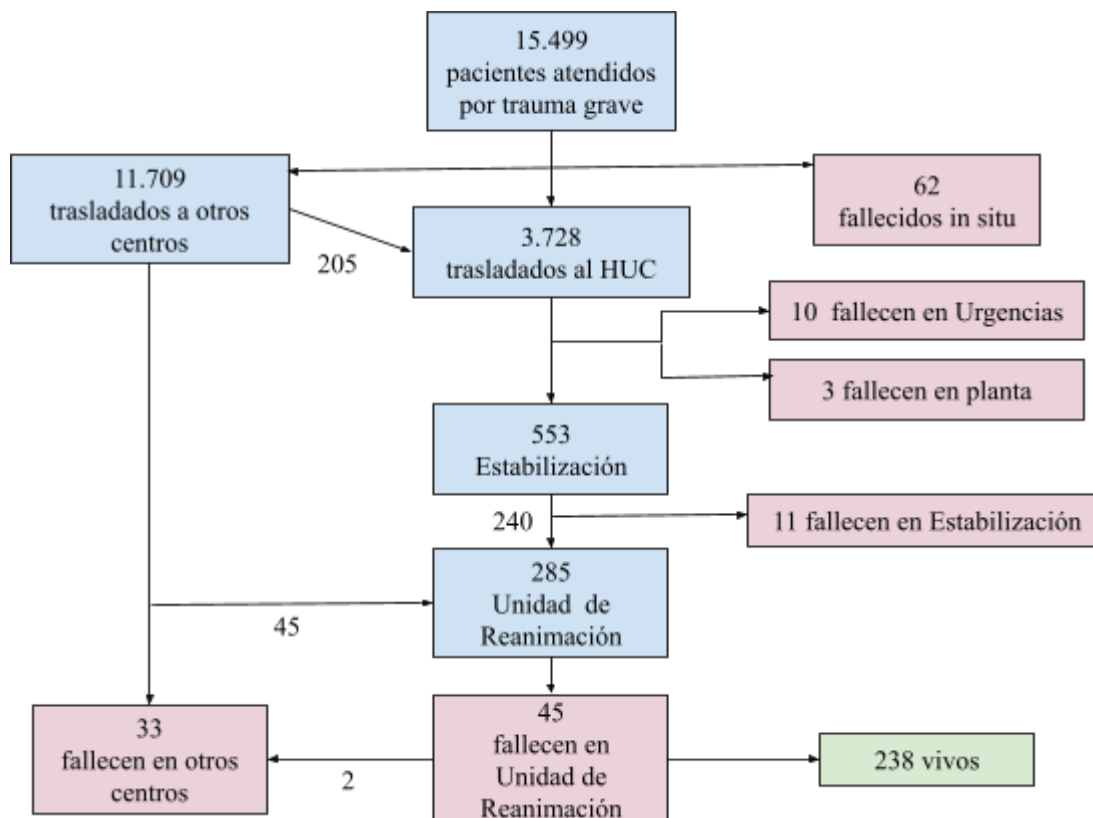 15.499
pacientes atendidos
por trauma grave
11.709
trasladados a otros
centros
62
fallecidos in situ
205
3.728
trasladados al HUC
10 fallecen en Urgencias
3 fallecen en planta
553
Estabilización
240
11 fallecen en Estabilización
285
Unidad de
Reanimación
45
33
fallecen en otros
centros
2
45
fallecen en
Unidad de
Reanimación
238 vivos